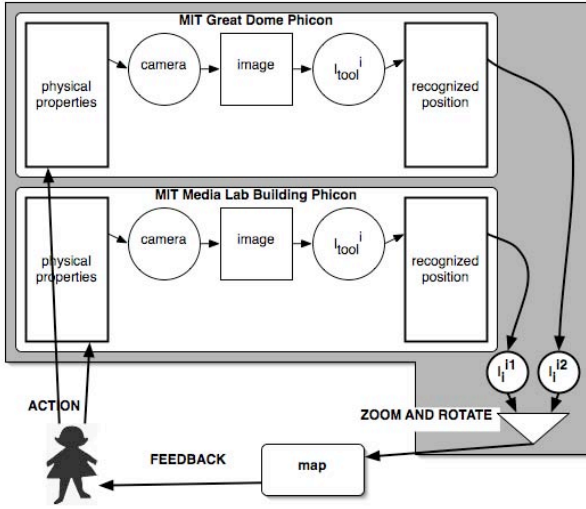 MIT Great Dome Phicon
physical
properties
camera
image
I tool i
recognized
position
MIT Media Lab Building Phicon
physical
properties
camera
image
I tool i
recognized
position
I i i1
I i i2
ACTION
ZOOM AND ROTATE
FEEDBACK
map